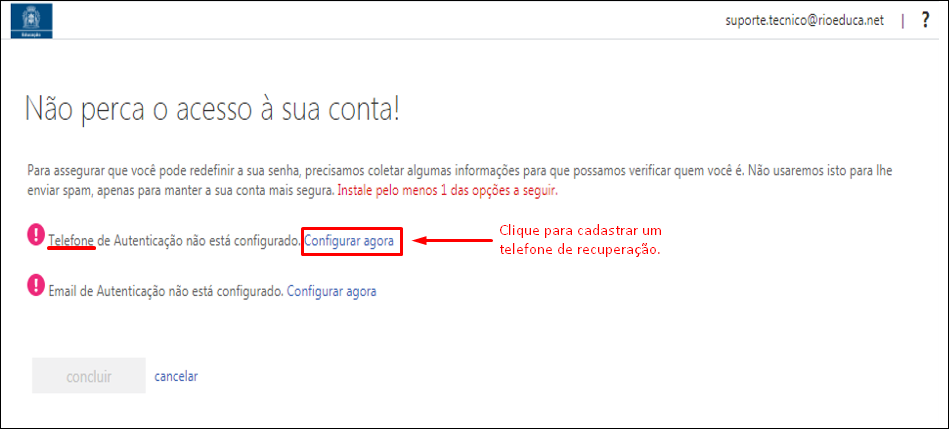 Educação
suporte.tecnico@rioeduca.net | ?
Não perca o acesso à sua conta!
Para assegurar que você pode redefinir a sua senha, precisamos coletar algumas informações para que possamos verificar quem você é. Não usaremos isto para lhe
enviar spam, apenas para manter a sua conta mais segura. Instale pelo menos 1 das opções a seguir.
! Telefone de Autenticação não está configurado. Configurar agora
Clique para cadastrar um
telefone de recuperação.
! Email de Autenticação não está configurado. Configurar agora
concluir cancelar